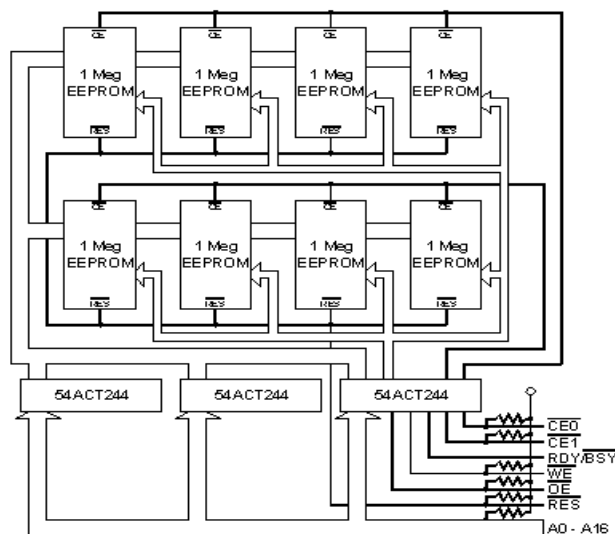 CE CE CE CE
1 Meg EEPROM 1 Meg EEPROM 1 Meg EEPROM 1 Meg EEPROM
RES RES RES RES
CE CE CE CE
1 Meg EEPROM 1 Meg EEPROM 1 Meg EEPROM 1 Meg EEPROM
RES RES RES RES
54ACT244 54ACT244 54ACT244
CE0
CE1
RDY/BSY
WE
OE
RES
A0 - A16